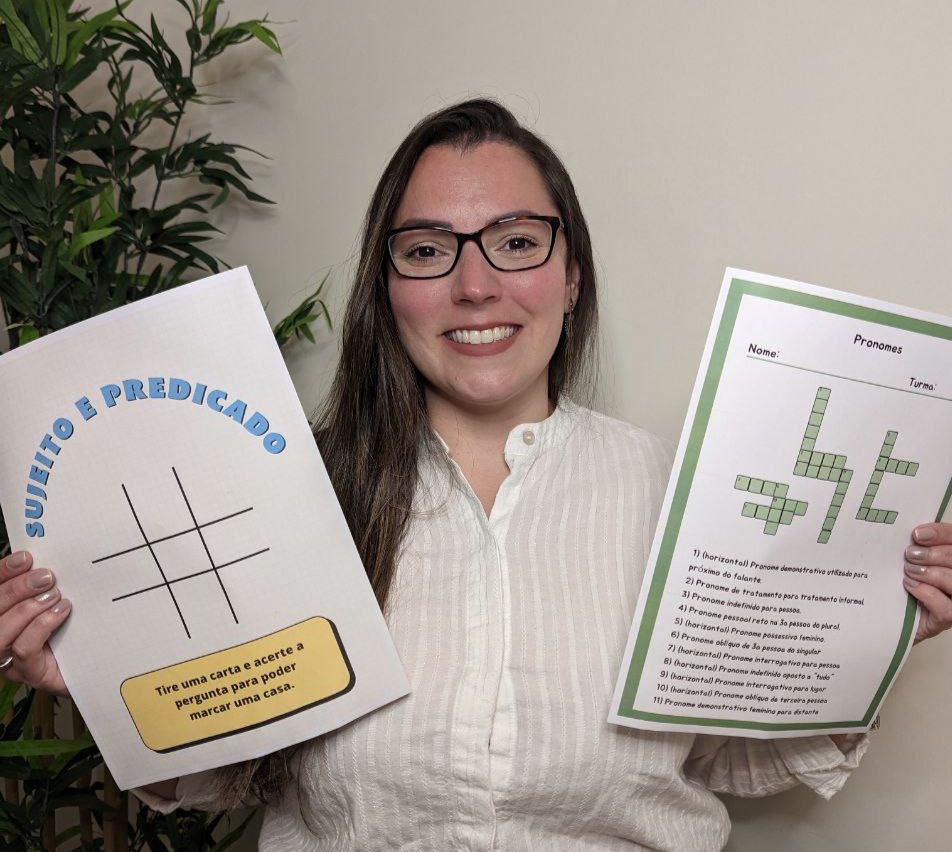 SUJEITO E PREDICADO
Tire uma carta e acerte a
pergunta para poder
marcar uma casa.
Pronomes
Nome:
Turma:
1) (horizontal) Pronome demonstrativo utilizado para
próximo do falante.
2) Pronome de tratamento para tratamento informal.
3) Pronome indefinido para pessoa.
4) Pronome pessoal reto na 3a pessoa do plural.
5) (horizontal) Pronome possessivo feminino.
6) Pronome oblíquo de 3a pessoa do singular
7) (horizontal) Pronome interrogativo para pessoa
8) (horizontal) Pronome indefinido oposto a "tudo"
9) (horizontal) Pronome interrogativo para lugar
10) (horizontal) Pronome oblíquo de terceira pessoa
11) Pronome demonstrativo feminino para distante